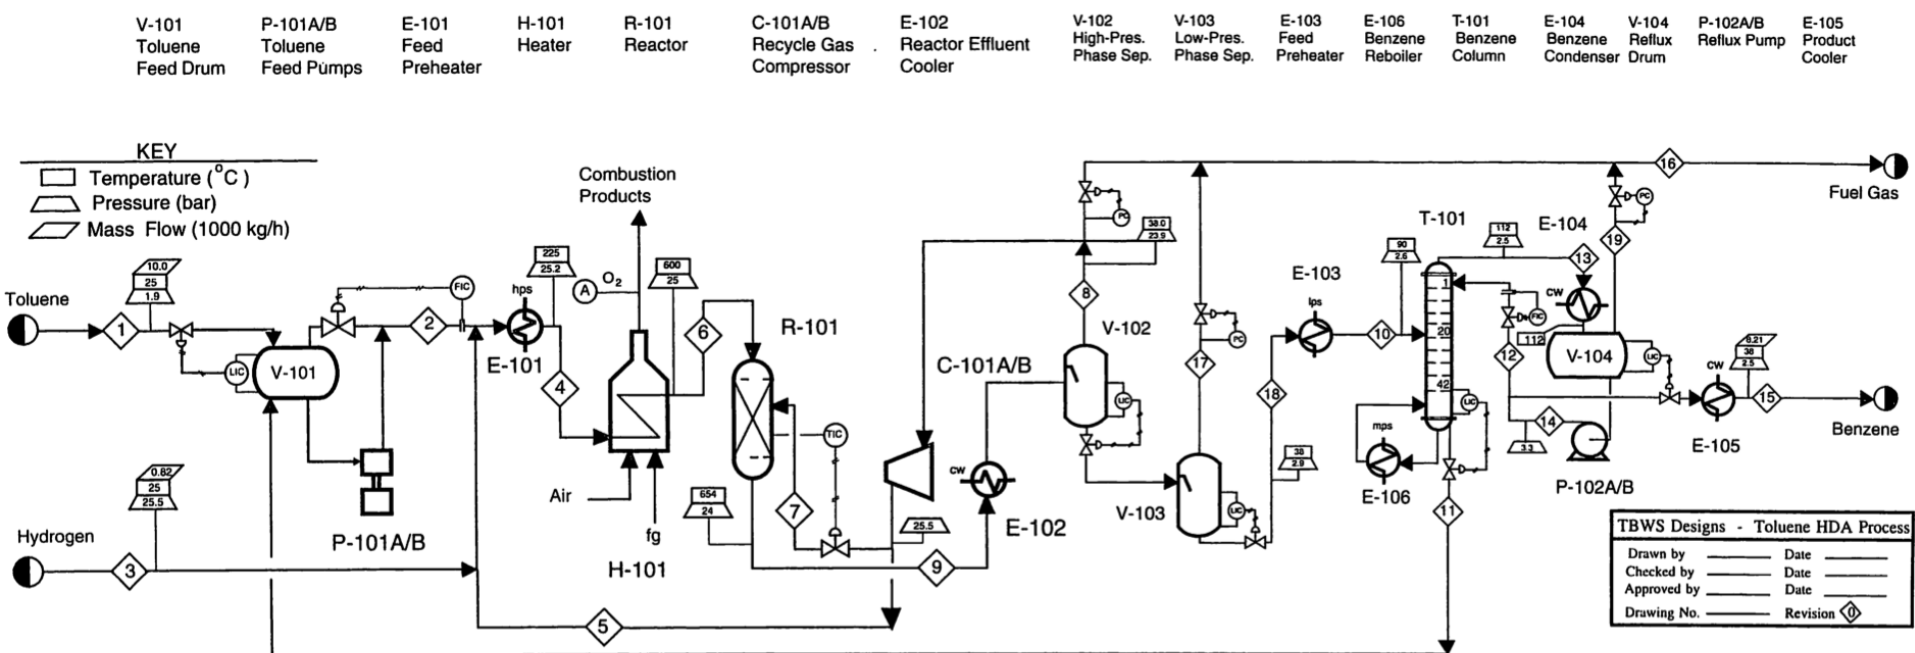 V-101
Toluene
Feed Drum
P-101A/B
Toluene
Feed Pumps
E-101
Feed
Preheater
H-101
Heater
R-101
Reactor
C-101A/B
Recycle Gas
Compressor
E-102
Reactor Effluent
Cooler
V-102
High-Pres.
Phase Sep.
V-103
Low-Pres.
Phase Sep.
E-103
Feed
Preheater
E-106
Benzene
Reboiler
T-101
Benzene
Column
E-104
Benzene
Condenser
V-104
Reflux
Drum
P-102A/B
Reflux Pump
E-105
Product
Cooler
KEY
Temperature (°C)
Pressure (bar)
Mass Flow (1000 kg/h)
Toluene
1
10.0
25
1.9
LIC
V-101
FIC
2
P-101A/B
Hydrogen
3
0.82
25
25.5
hps
E-101
225
25.2
4
Combustion
Products
A
O2
600
25
6
Air
fg
H-101
R-101
TIC
7
654
24
5
9
25.5
C-101A/B
cw
E-102
8
V-102
LIC
PC
38.0
23.9
V-103
LIC
17
PC
18
38
2.9
E-103
lps
10
90
2.6
T-101
1
20
42
LIC
mps
E-106
11
112
2.5
E-104
13
cw
FIC
112
12
V-104
LIC
14
3.3
P-102A/B
19
PC
16
Fuel Gas
cw
E-105
8.21
38
2.5
15
Benzene
TBWS Designs - Toluene HDA Process
Drawn by Date
Checked by Date
Approved by Date
Drawing No. Revision 0